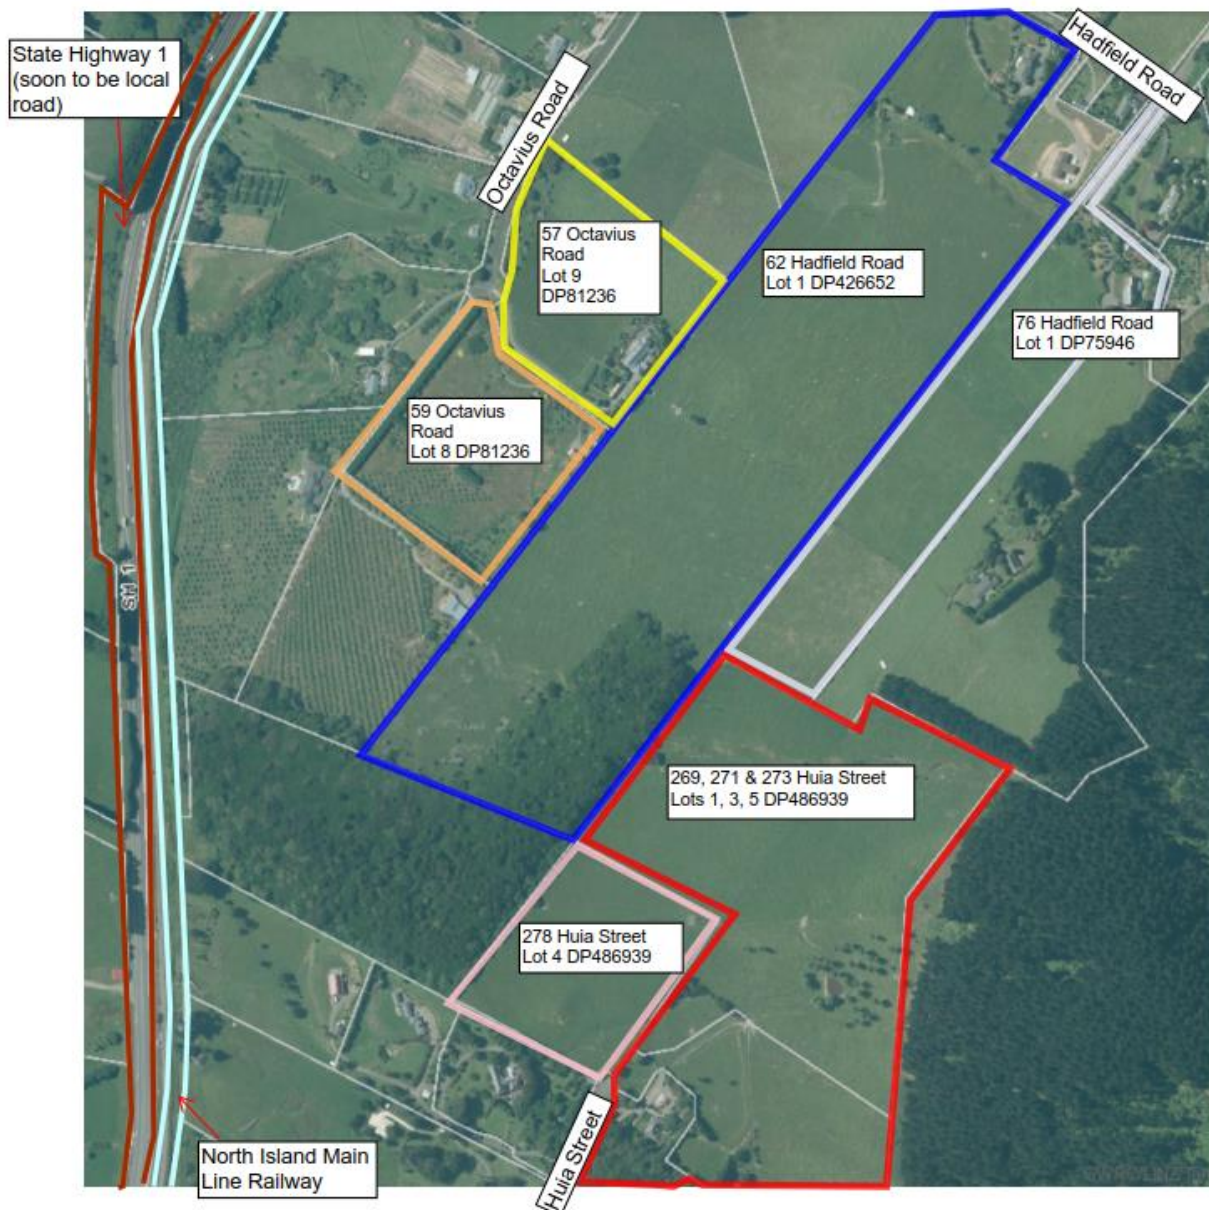 State Highway 1
(soon to be local
road)
Hadfield Road
Octavius Road
57 Octavius
Road
Lot 9
DP81236
62 Hadfield Road
Lot 1 DP426652
76 Hadfield Road
Lot 1 DP75946
59 Octavius
Road
Lot 8 DP81236
SH 1
269, 271 & 273 Huia Street
Lots 1, 3, 5 DP486939
278 Huia Street
Lot 4 DP486939
Huia Street
North Island Main
Line Railway